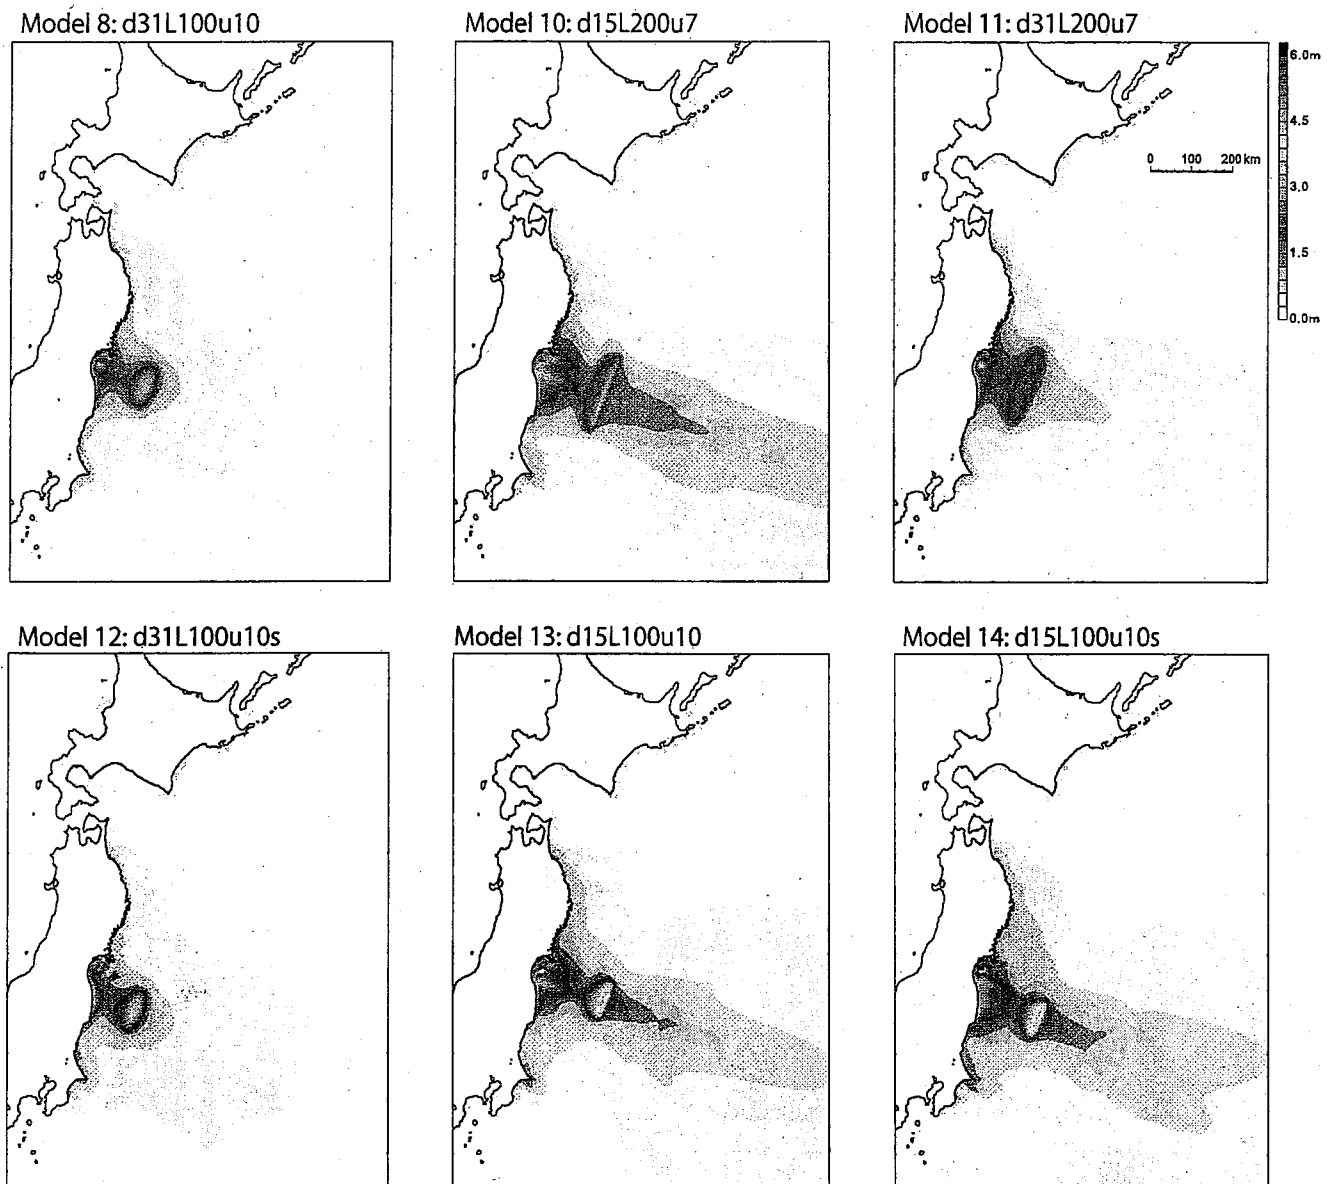 Model 8: d31L100u10
Model 10: d15L200u7
Model 11: d31L200u7
6.0m
4.5
3.0
1.5
0.0m
0 100 200 km
Model 12: d31L100u10s
Model 13: d15L100u10
Model 14: d15L100u10s